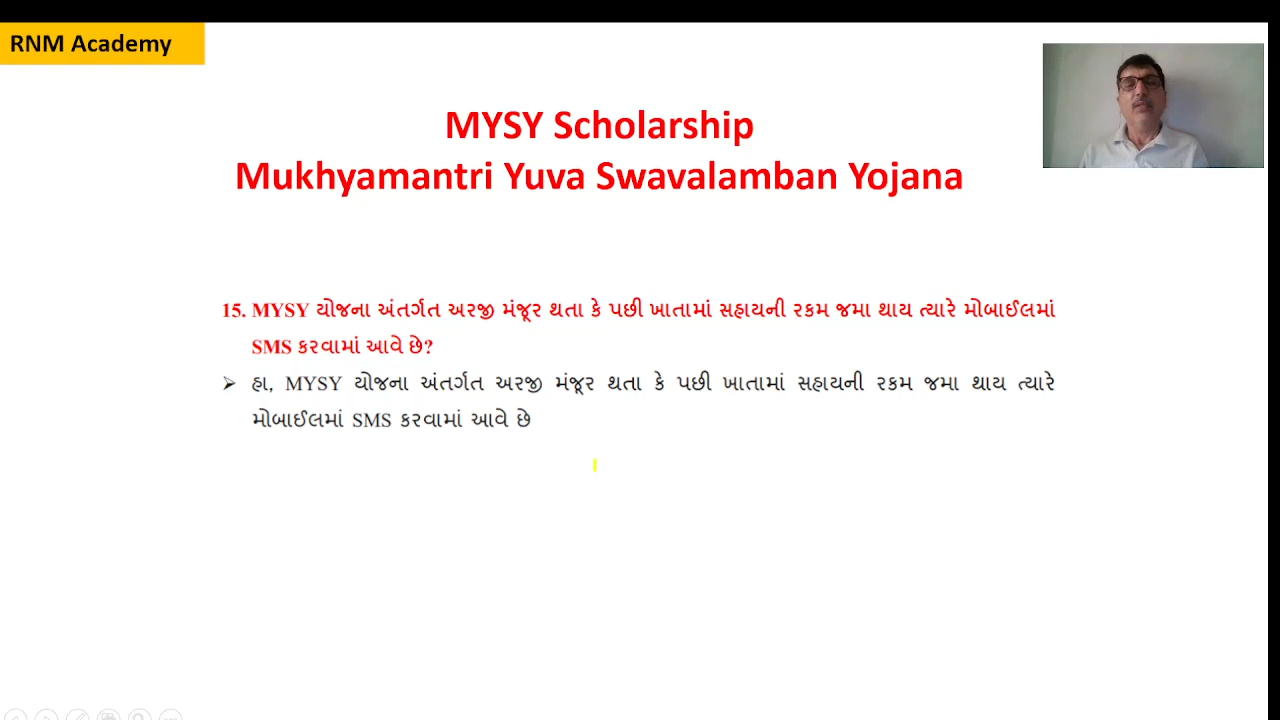 RNM Academy
MYSY Scholarship
Mukhyamantri Yuva Swavalamban Yojana
15. MYSY યોજના અંતર્ગત અરજી મંજૂર થતા કે પછી ખાતામાં સહાયની રકમ જમા થાય ત્યારે મોબાઈલમાં
SMS કરવામાં આવે છે?
➢ હા, MYSY યોજના અંતર્ગત અરજી મંજૂર થતા કે પછી ખાતામાં સહાયની રકમ જમા થાય ત્યારે
મોબાઈલમાં SMS કરવામાં આવે છે